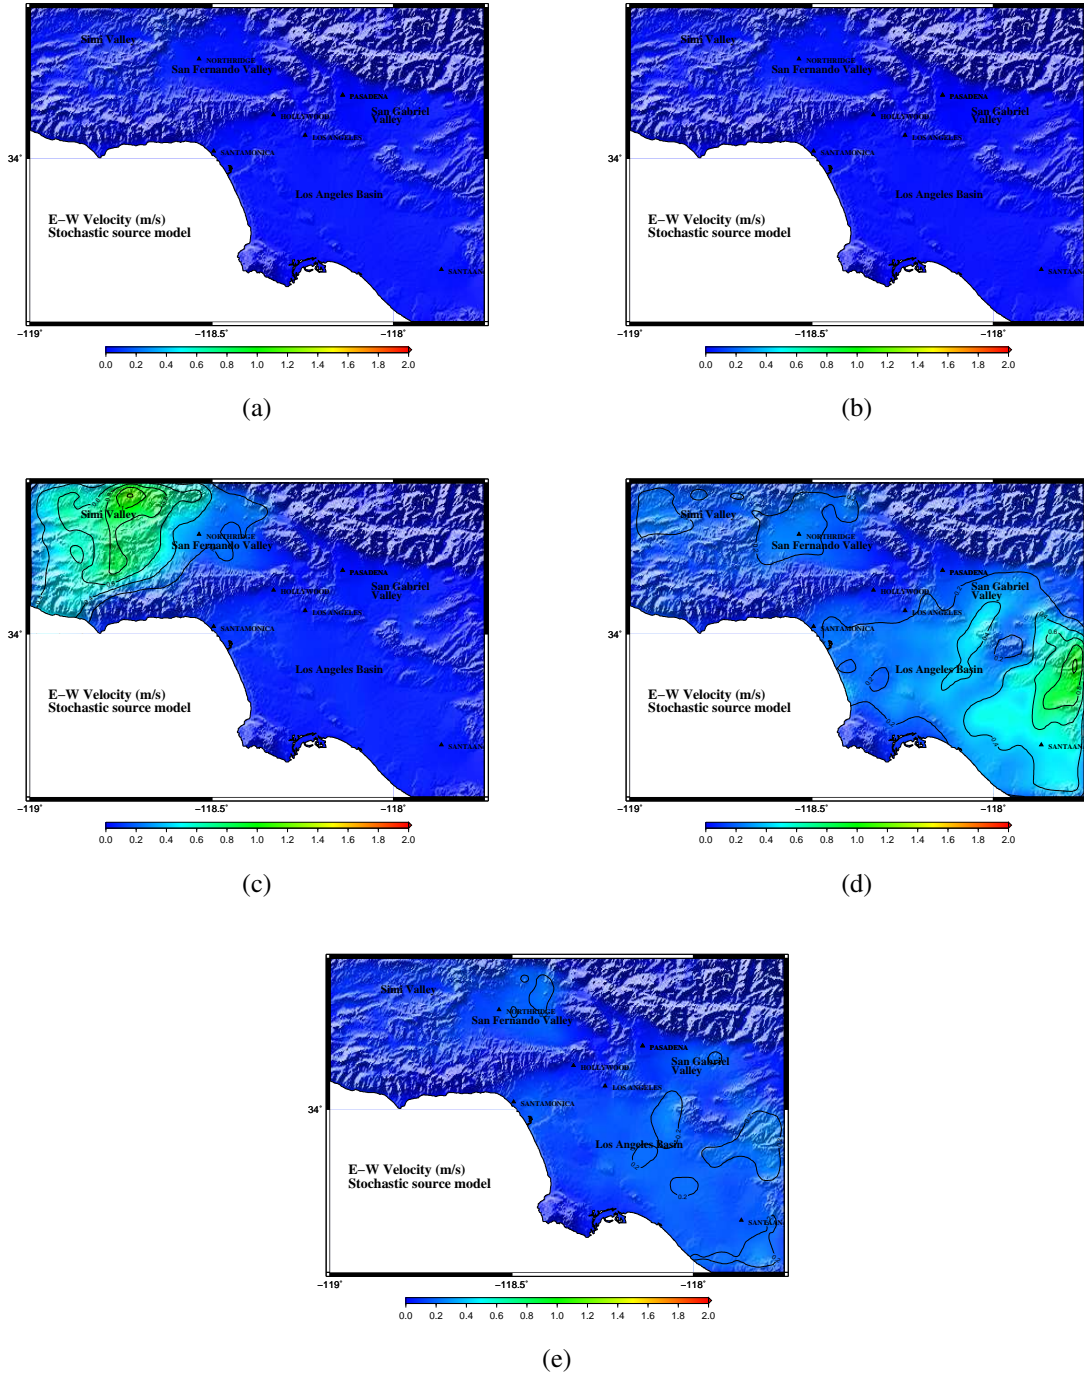 Simi Valley
NORTHRIDGE
San Fernando Valley
PASADENA
San Gabriel
Valley
HOLLYWOOD
LOS ANGELES
SANTAMONICA
34˚
Los Angeles Basin
E−W Velocity (m/s)
Stochastic source model
SANTAAN
−119˚ −118.5˚ −118˚
0.0 0.2 0.4 0.6 0.8 1.0 1.2 1.4 1.6 1.8 2.0
(a)
Simi Valley
NORTHRIDGE
San Fernando Valley
PASADENA
San Gabriel
Valley
HOLLYWOOD
LOS ANGELES
SANTAMONICA
34˚
Los Angeles Basin
E−W Velocity (m/s)
Stochastic source model
SANTAAN
−119˚ −118.5˚ −118˚
0.0 0.2 0.4 0.6 0.8 1.0 1.2 1.4 1.6 1.8 2.0
(b)
Simi Valley
NORTHRIDGE
San Fernando Valley
PASADENA
San Gabriel
Valley
HOLLYWOOD
LOS ANGELES
SANTAMONICA
34˚
Los Angeles Basin
E−W Velocity (m/s)
Stochastic source model
SANTAAN
−119˚ −118.5˚ −118˚
0.0 0.2 0.4 0.6 0.8 1.0 1.2 1.4 1.6 1.8 2.0
(c)
Simi Valley
NORTHRIDGE
San Fernando Valley
PASADENA
San Gabriel
Valley
HOLLYWOOD
LOS ANGELES
SANTAMONICA
0.6
34˚
Los Angeles Basin
0.2
E−W Velocity (m/s)
Stochastic source model
0.4
SANTAAN
−119˚ −118.5˚ −118˚
0.0 0.2 0.4 0.6 0.8 1.0 1.2 1.4 1.6 1.8 2.0
(d)
Simi Valley
NORTHRIDGE
San Fernando Valley
PASADENA
San Gabriel
Valley
HOLLYWOOD
LOS ANGELES
SANTAMONICA
34˚
0.2
Los Angeles Basin
E−W Velocity (m/s)
Stochastic source model
0.2
SANTAAN
−119˚ −118.5˚ −118˚
0.0 0.2 0.4 0.6 0.8 1.0 1.2 1.4 1.6 1.8 2.0
(e)